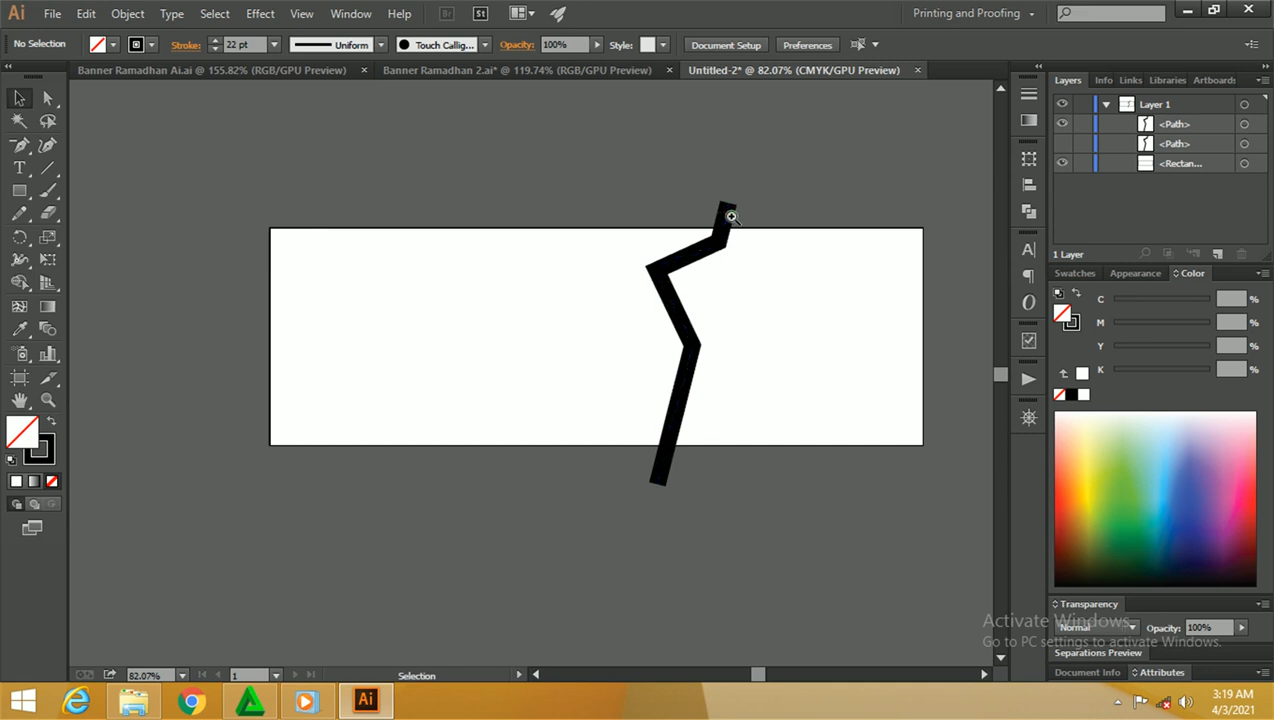 Ai File Edit Object Type Select Effect View Window Help Br St Printing and Proofing
No Selection Stroke: 22 pt Uniform Touch Callig... Opacity: 100% Style: Document Setup Preferences
Banner Ramadhan Ai.ai @ 155.82% (RGB/GPU Preview) × Banner Ramadhan 2.ai* @ 119.74% (RGB/GPU Preview) × Untitled-2* @ 82.07% (CMYK/GPU Preview) ×
Layers Info Links Libraries Artboards
Layer 1
<Path>
<Path>
<Rectan...
1 Layer
Swatches Appearance Color
C %
M %
Y %
K %
Transparency
Normal Opacity: 100%
Separations Preview
Document Info Attributes
Activate Windows
Go to PC settings to activate Windows.
82.07% 1 Selection
Ai
3:19 AM
4/3/2021